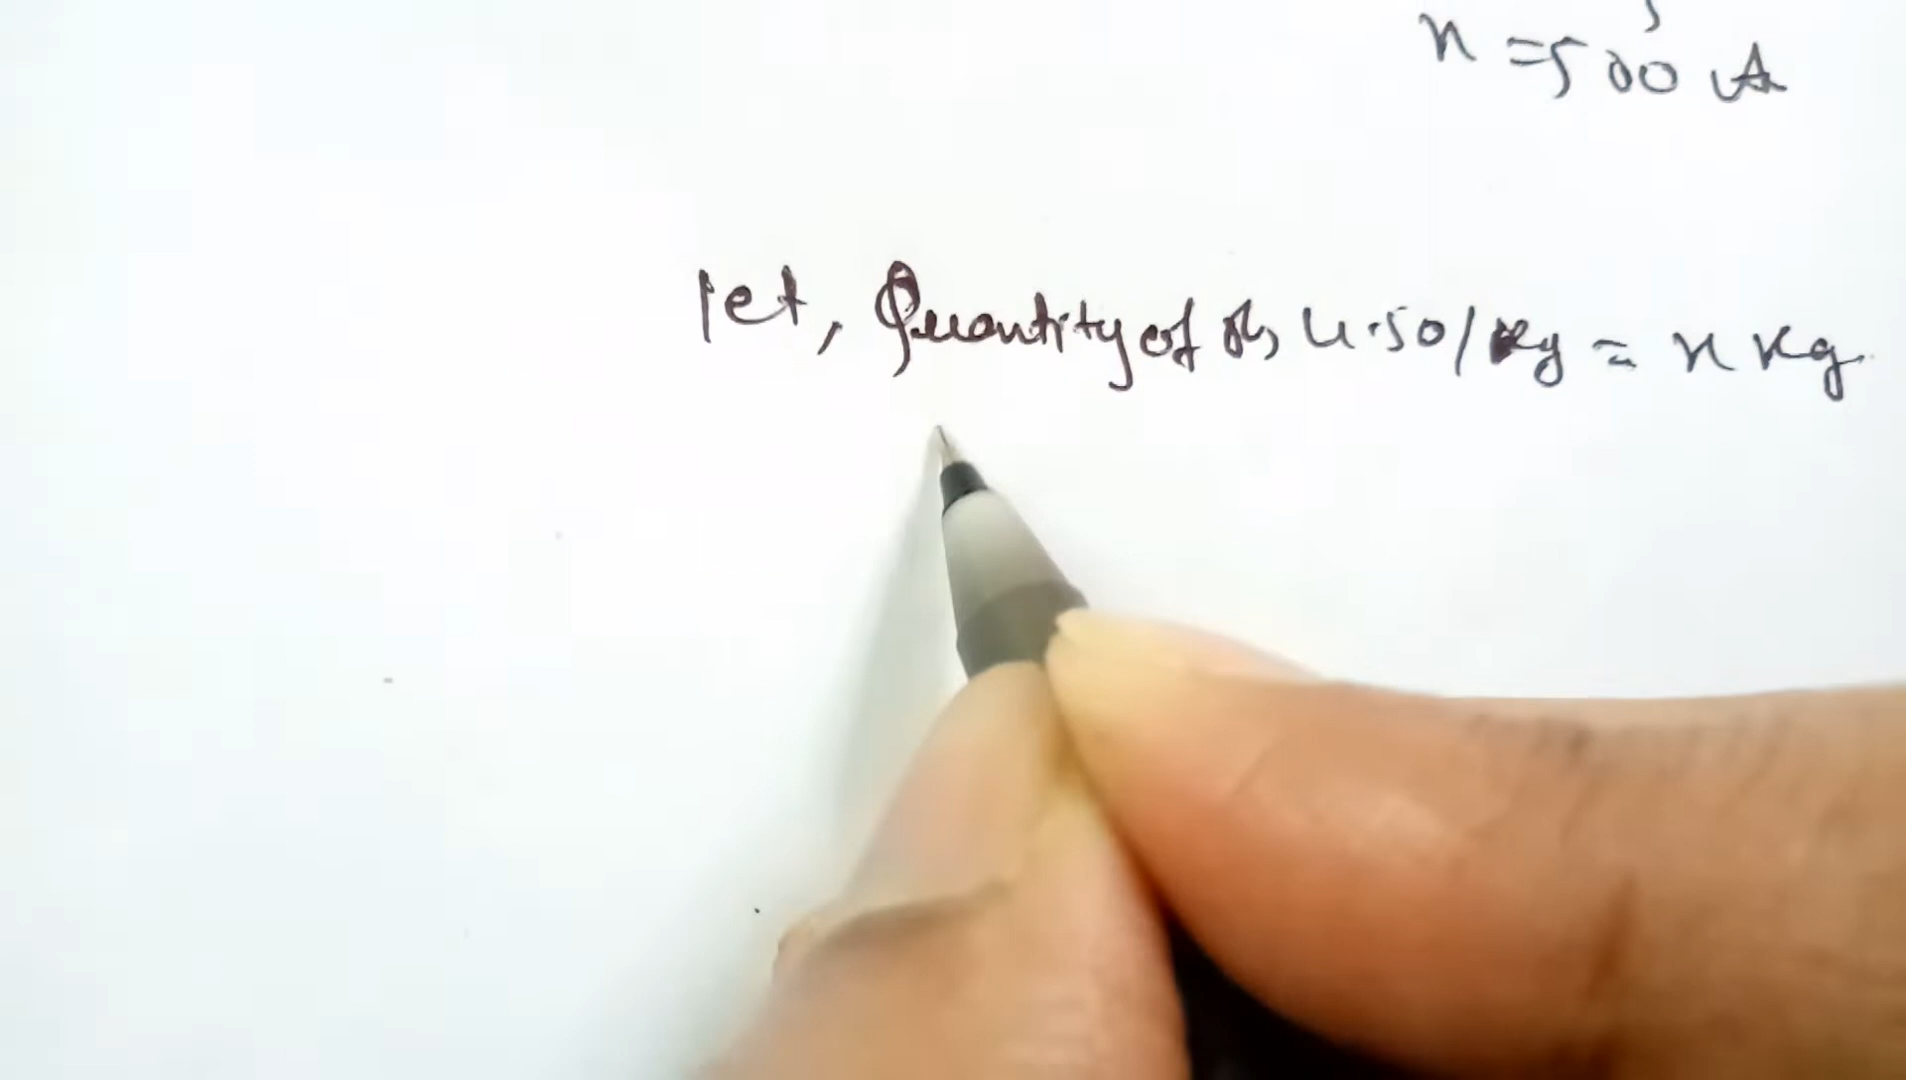 x = 500 A
let, Quantity of Rs 4.50/kg = x kg